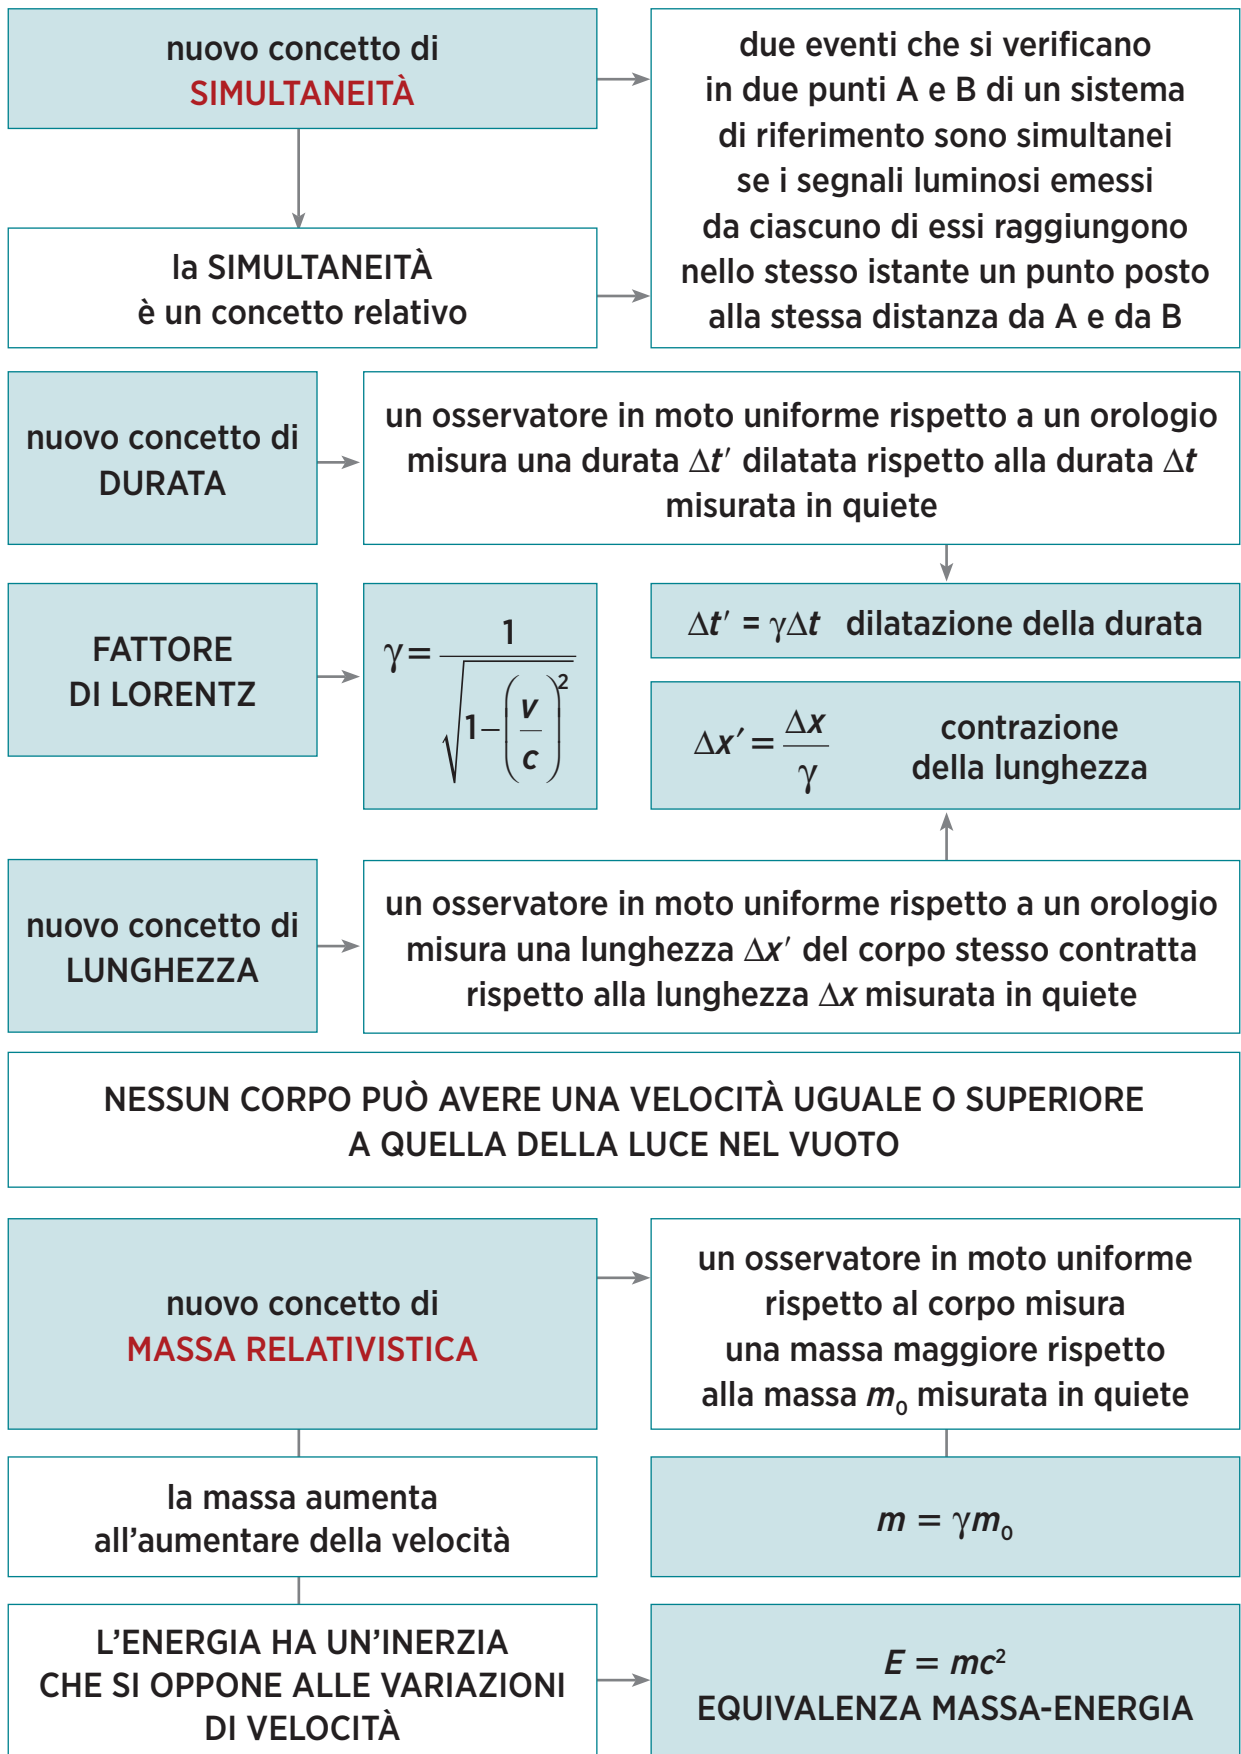 nuovo concetto di
SIMULTANEITÀ
due eventi che si verificano
in due punti A e B di un sistema
di riferimento sono simultanei
se i segnali luminosi emessi
da ciascuno di essi raggiungono
nello stesso istante un punto posto
alla stessa distanza da A e da B
la SIMULTANEITÀ
è un concetto relativo
nuovo concetto di
DURATA
un osservatore in moto uniforme rispetto a un orologio
misura una durata Δt′ dilatata rispetto alla durata Δt
misurata in quiete
FATTORE
DI LORENTZ
γ = 1 / √(1 − (v/c)²)
Δt′ = γΔt dilatazione della durata
Δx′ = Δx/γ contrazione
della lunghezza
nuovo concetto di
LUNGHEZZA
un osservatore in moto uniforme rispetto a un orologio
misura una lunghezza Δx′ del corpo stesso contratta
rispetto alla lunghezza Δx misurata in quiete
NESSUN CORPO PUÒ AVERE UNA VELOCITÀ UGUALE O SUPERIORE
A QUELLA DELLA LUCE NEL VUOTO
nuovo concetto di
MASSA RELATIVISTICA
un osservatore in moto uniforme
rispetto al corpo misura
una massa maggiore rispetto
alla massa m₀ misurata in quiete
la massa aumenta
all'aumentare della velocità
m = γm₀
L'ENERGIA HA UN'INERZIA
CHE SI OPPONE ALLE VARIAZIONI
DI VELOCITÀ
E = mc²
EQUIVALENZA MASSA-ENERGIA